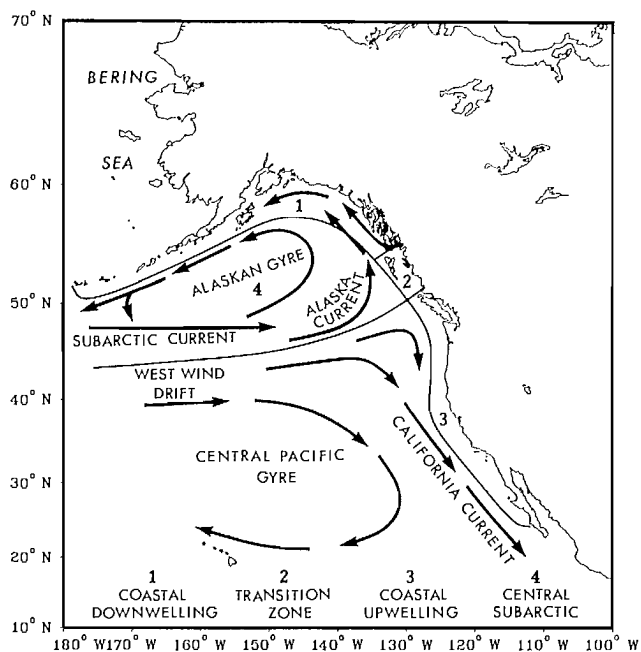 70° N
BERING
SEA
60° N
1
ALASKAN GYRE
4
ALASKA
CURRENT
2
50° N
SUBARCTIC CURRENT
WEST WIND
DRIFT
40° N
3
CENTRAL PACIFIC
GYRE
CALIFORNIA CURRENT
30° N
20° N
1
COASTAL
DOWNWELLING
2
TRANSITION
ZONE
3
COASTAL
UPWELLING
4
CENTRAL
SUBARCTIC
10° N
180° W 170° W 160° W 150° W 140° W 130° W 120° W 110° W 100° W